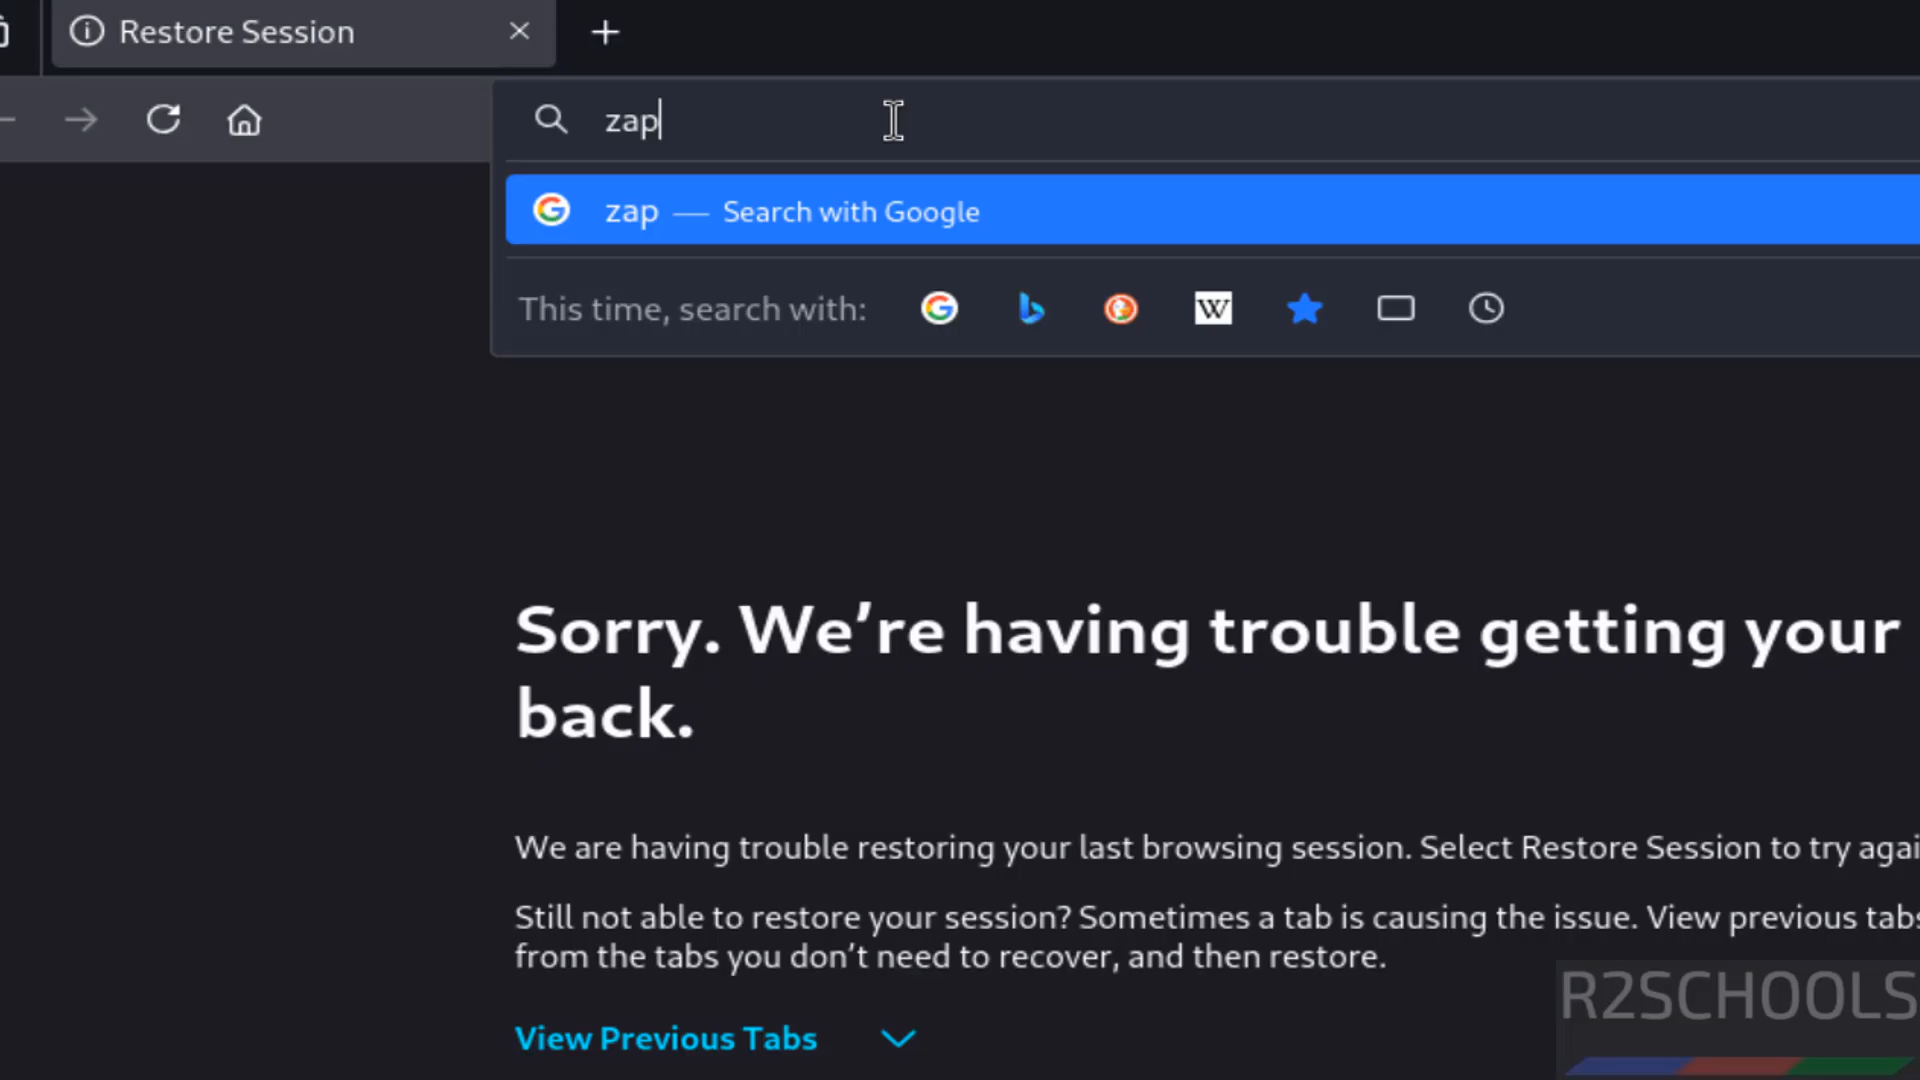 Restore Session
zap
zap — Search with Google
This time, search with:
W
Sorry. We’re having trouble getting your
back.
We are having trouble restoring your last browsing session. Select Restore Session to try agai
Still not able to restore your session? Sometimes a tab is causing the issue. View previous tabs
from the tabs you don’t need to recover, and then restore.
View Previous Tabs
R2SCHOOLS